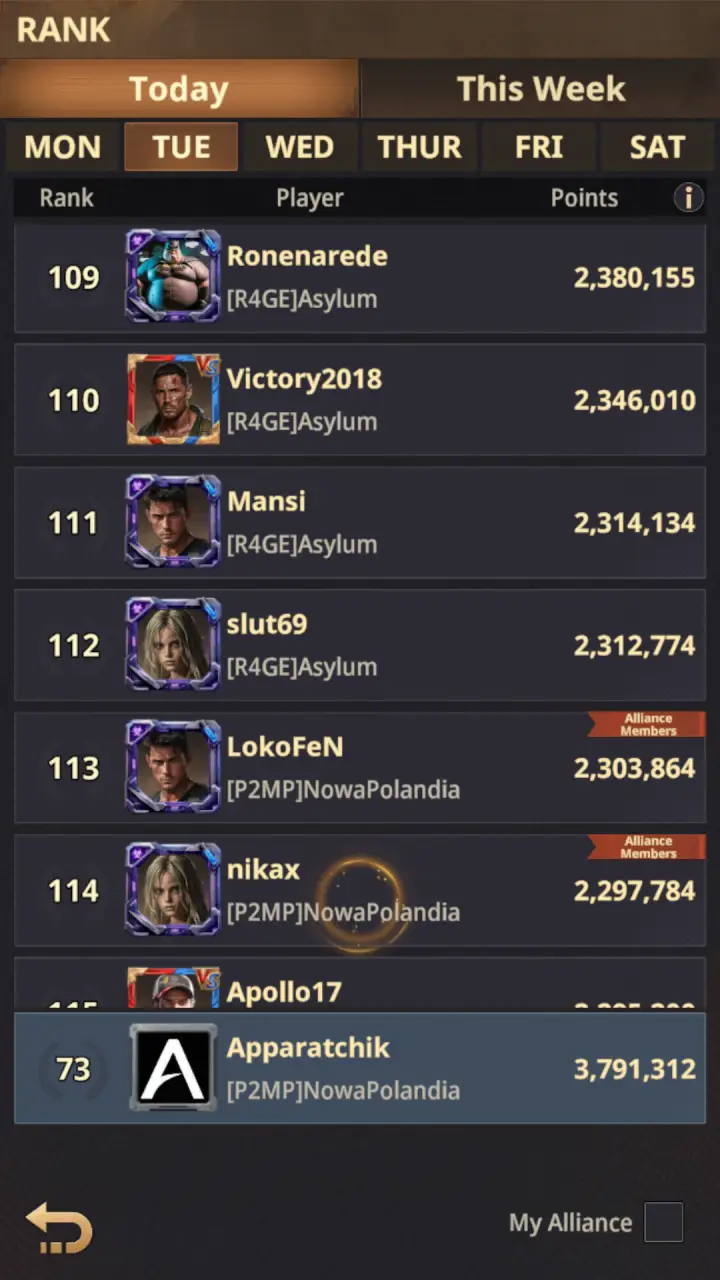 RANK
Today This Week
MON TUE WED THUR FRI SAT
Rank Player Points i
109 Ronenarede 2,380,155
[R4GE]Asylum
110 Victory2018 2,346,010
[R4GE]Asylum
111 Mansi 2,314,134
[R4GE]Asylum
112 slut69 2,312,774
[R4GE]Asylum
Alliance
Members
113 LokoFeN 2,303,864
[P2MP]NowaPolandia
Alliance
Members
114 nikax 2,297,784
[P2MP]NowaPolandia
Apollo17
73 Apparatchik 3,791,312
[P2MP]NowaPolandia
My Alliance